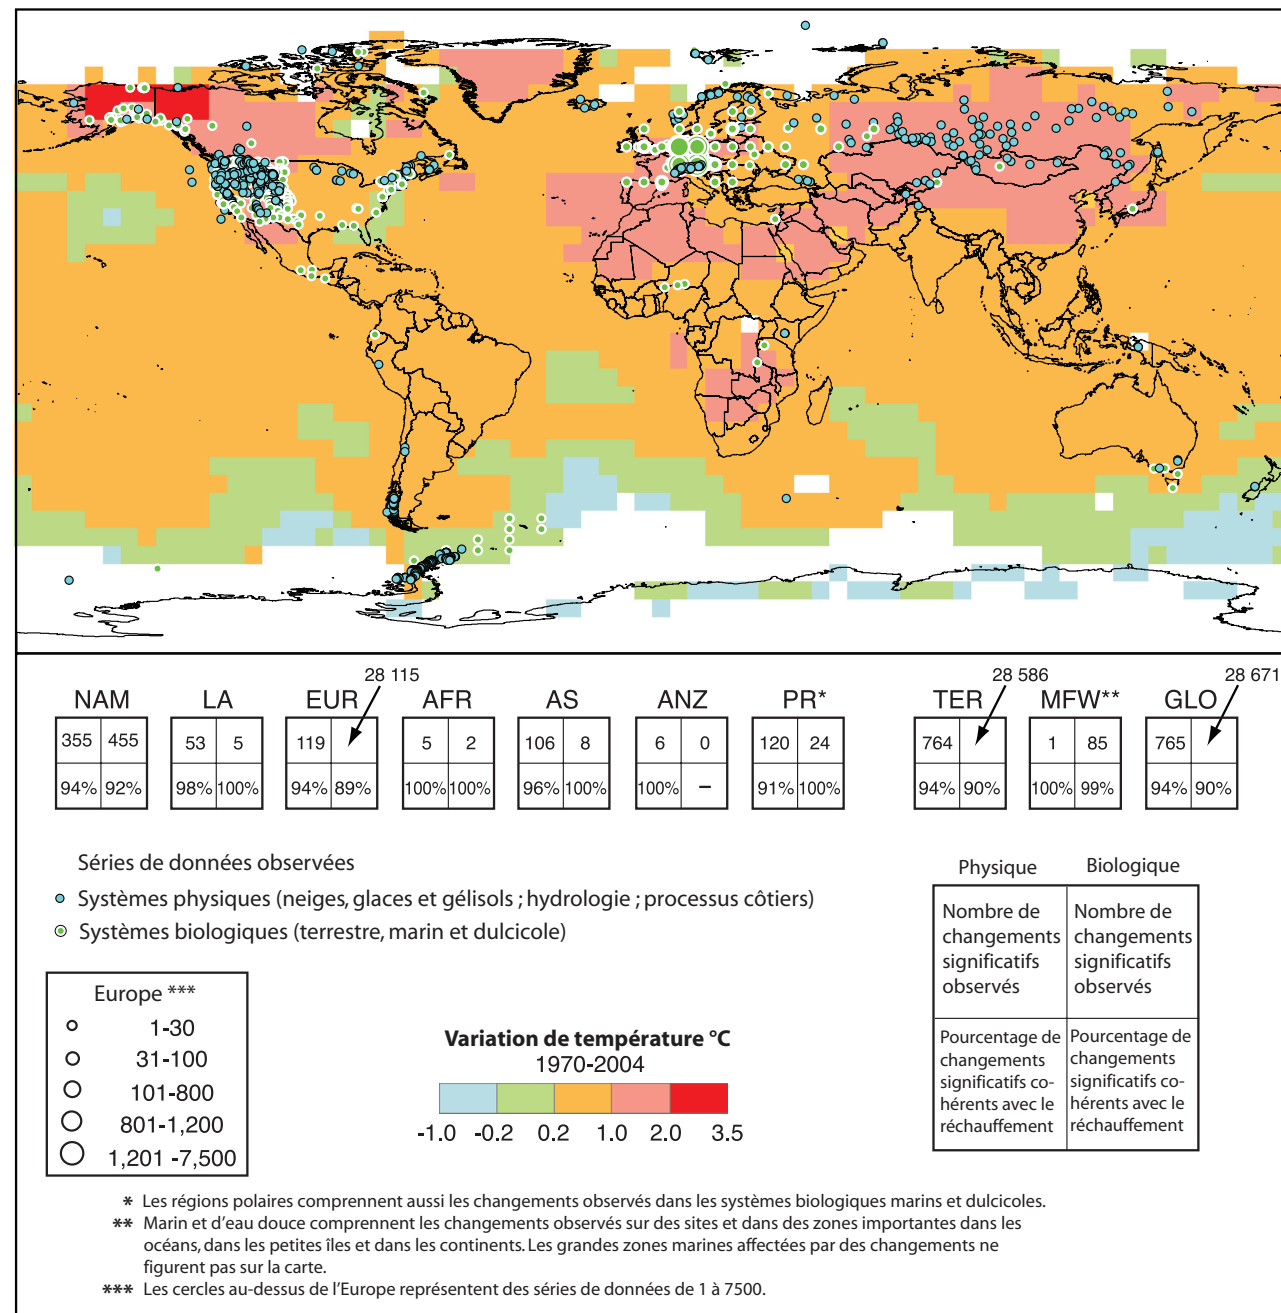 28 115
28 586
28 671
NAM LA EUR AFR AS ANZ PR* TER MFW** GLO
355 455 53 5 119 5 2 106 8 6 0 120 24 764 1 85 765
94% 92% 98% 100% 94% 89% 100% 100% 96% 100% 100% – 91% 100% 94% 90% 100% 99% 94% 90%
Séries de données observées
Systèmes physiques (neiges, glaces et gélisols ; hydrologie ; processus côtiers)
Systèmes biologiques (terrestre, marin et dulcicole)
Physique Biologique
Nombre de
changements
significatifs
observés
Nombre de
changements
significatifs
observés
Pourcentage de
changements
significatifs co-
hérents avec le
réchauffement
Pourcentage de
changements
significatifs co-
hérents avec le
réchauffement
Europe ***
1-30
31-100
101-800
801-1,200
1,201 -7,500
Variation de température °C
1970-2004
-1.0 -0.2 0.2 1.0 2.0 3.5
* Les régions polaires comprennent aussi les changements observés dans les systèmes biologiques marins et dulcicoles.
** Marin et d'eau douce comprennent les changements observés sur des sites et dans des zones importantes dans les
océans, dans les petites îles et dans les continents. Les grandes zones marines affectées par des changements ne
figurent pas sur la carte.
*** Les cercles au-dessus de l'Europe représentent des séries de données de 1 à 7500.